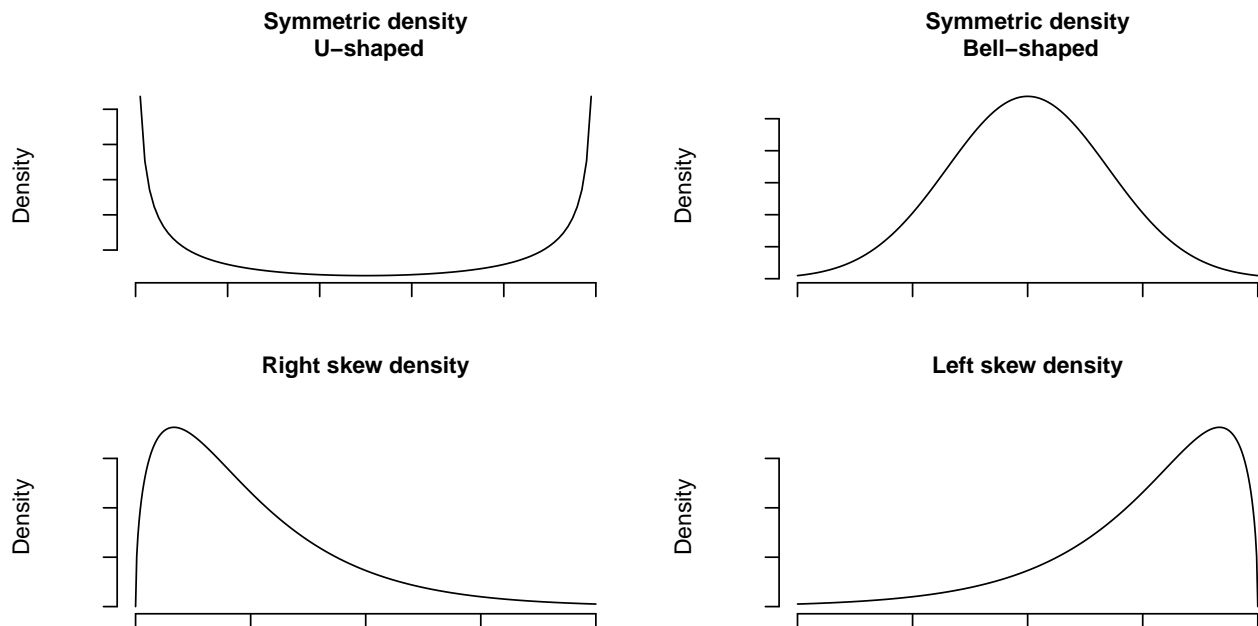 Symmetric density
U−shaped
Density
Symmetric density
Bell−shaped
Density
Right skew density
Density
Left skew density
Density